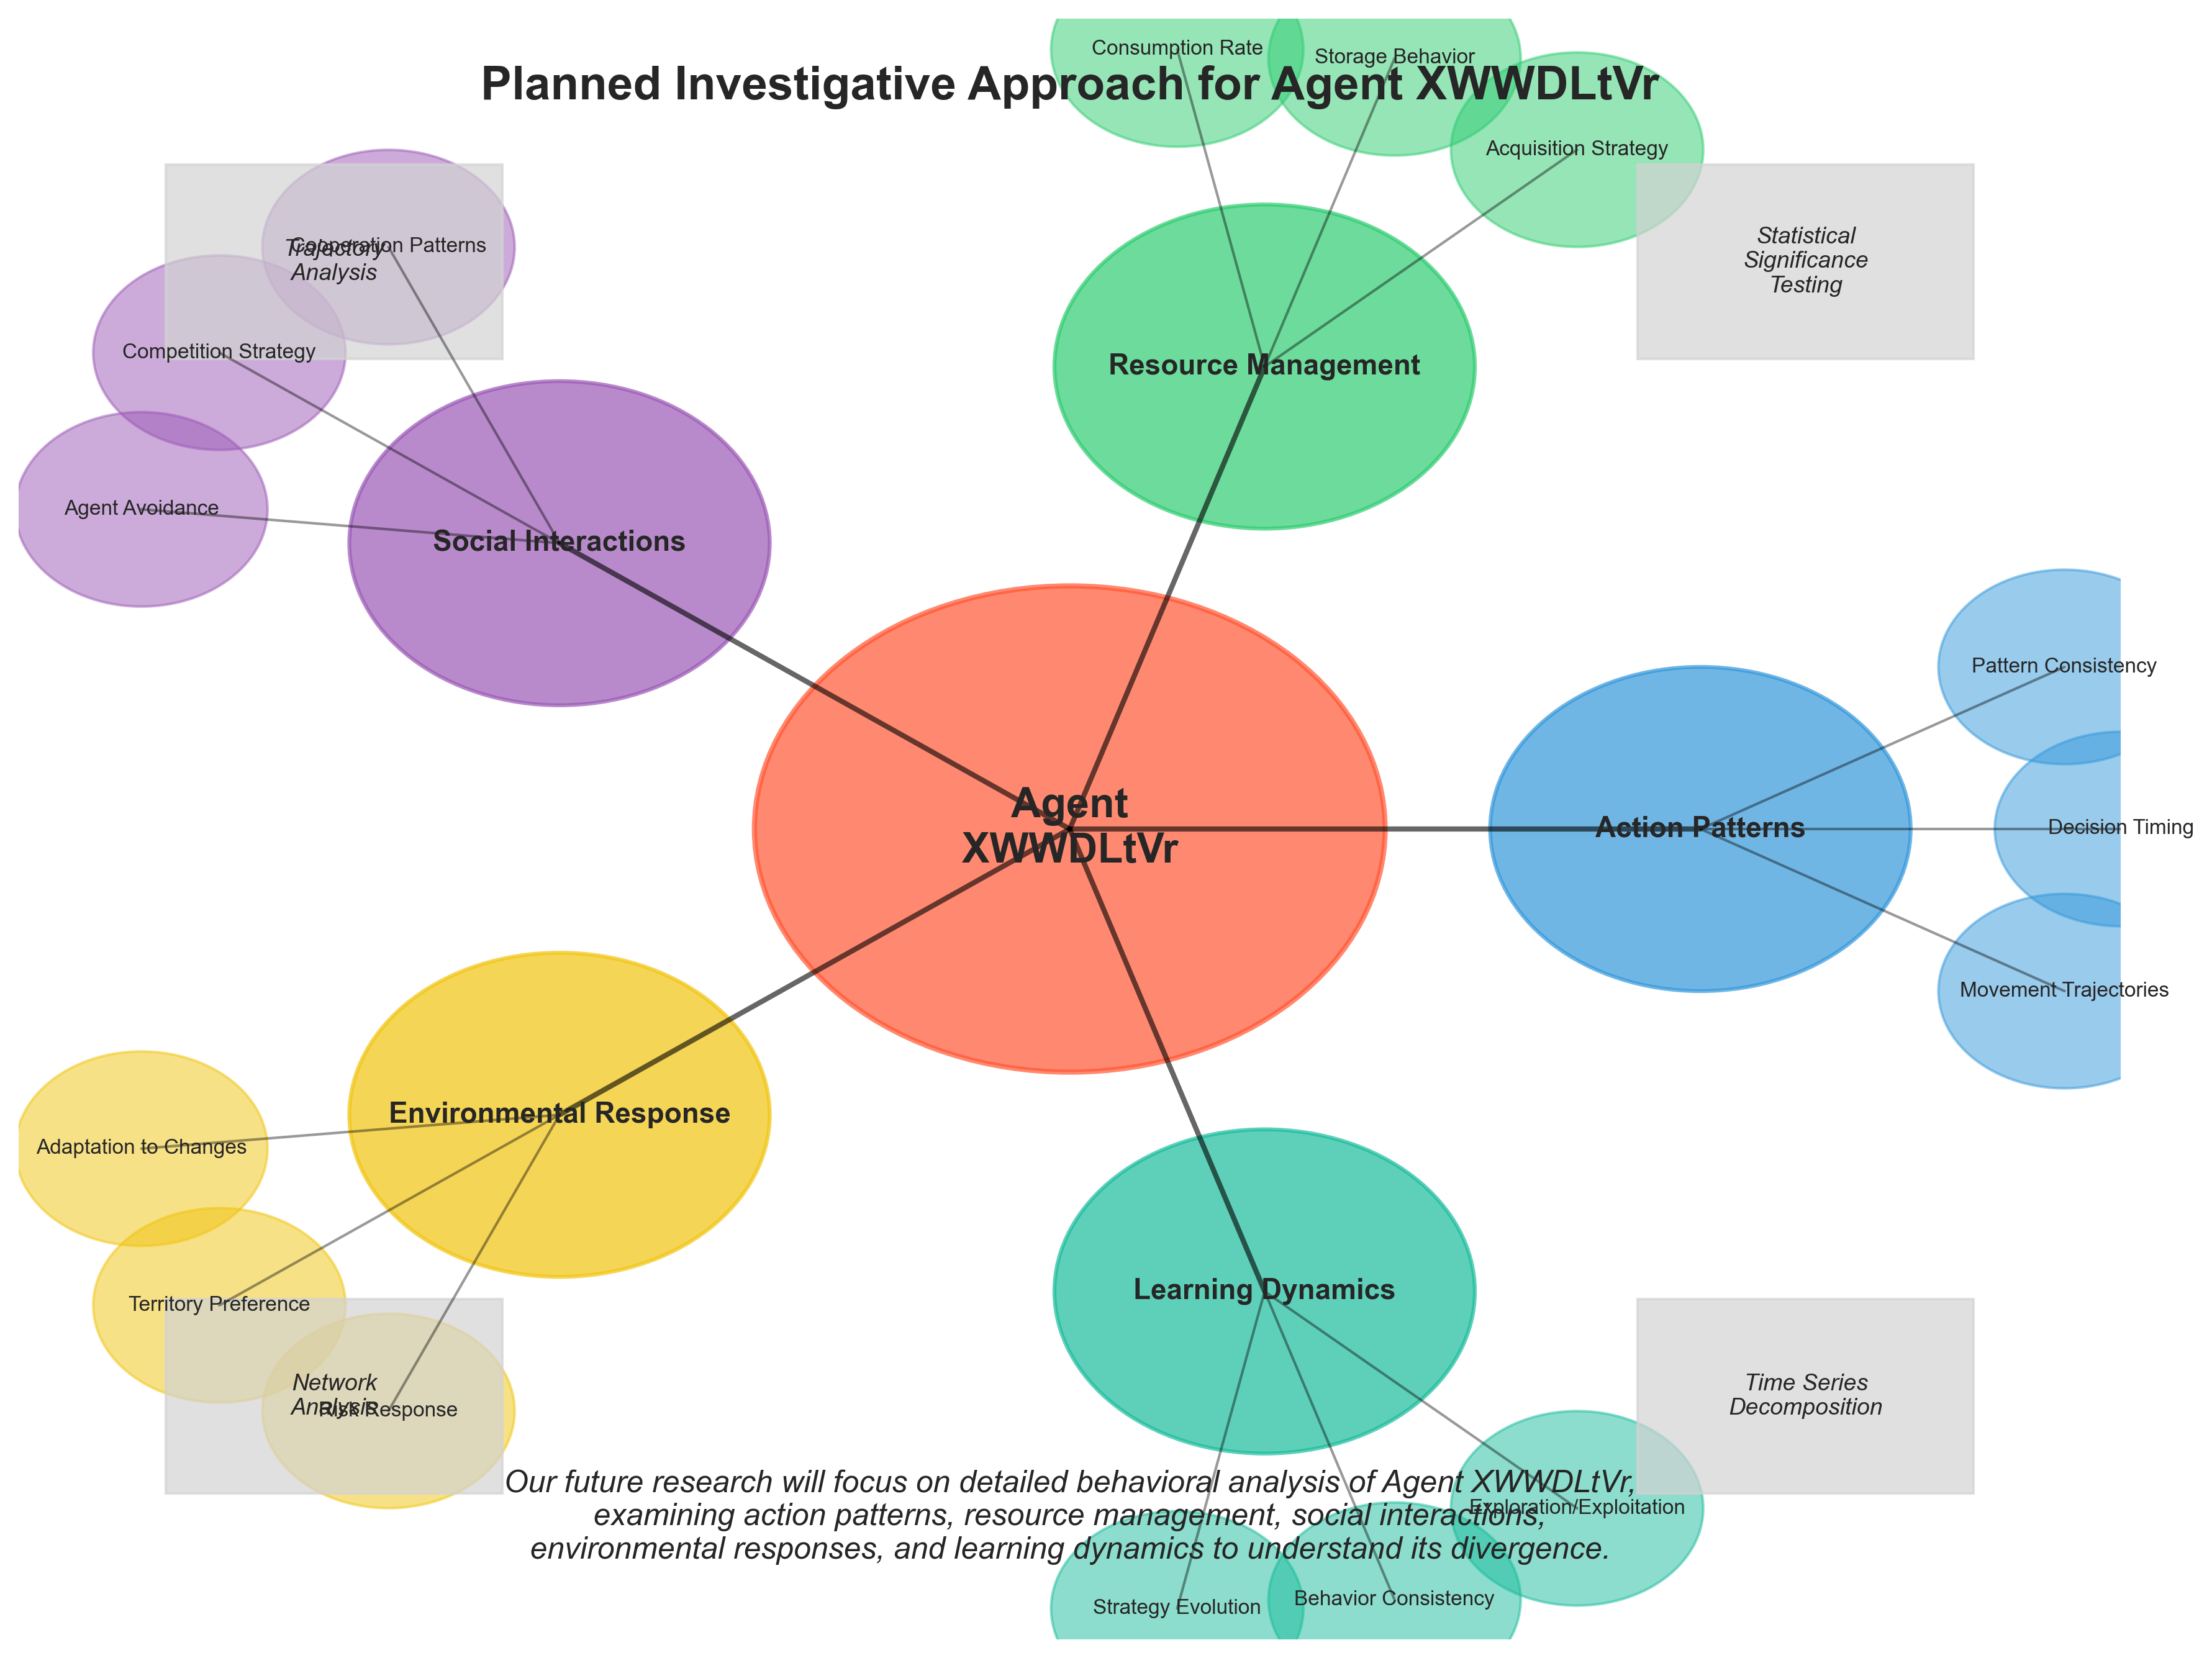 Consumption Rate
Storage Behavior
Planned Investigative Approach for Agent XWWDLtVr
Acquisition Strategy
Cooperation Patterns
Trajectory
Analysis
Statistical
Significance
Testing
Competition Strategy
Resource Management
Agent Avoidance
Social Interactions
Pattern Consistency
Agent
XWWDLtVr
Action Patterns
Decision Timing
Movement Trajectories
Environmental Response
Adaptation to Changes
Territory Preference
Learning Dynamics
Network
Analysis
Risk Response
Time Series
Decomposition
Our future research will focus on detailed behavioral analysis of Agent XWWDLtVr,
examining action patterns, resource management, social interactions,
environmental responses, and learning dynamics to understand its divergence.
Exploration/Exploitation
Strategy Evolution
Behavior Consistency